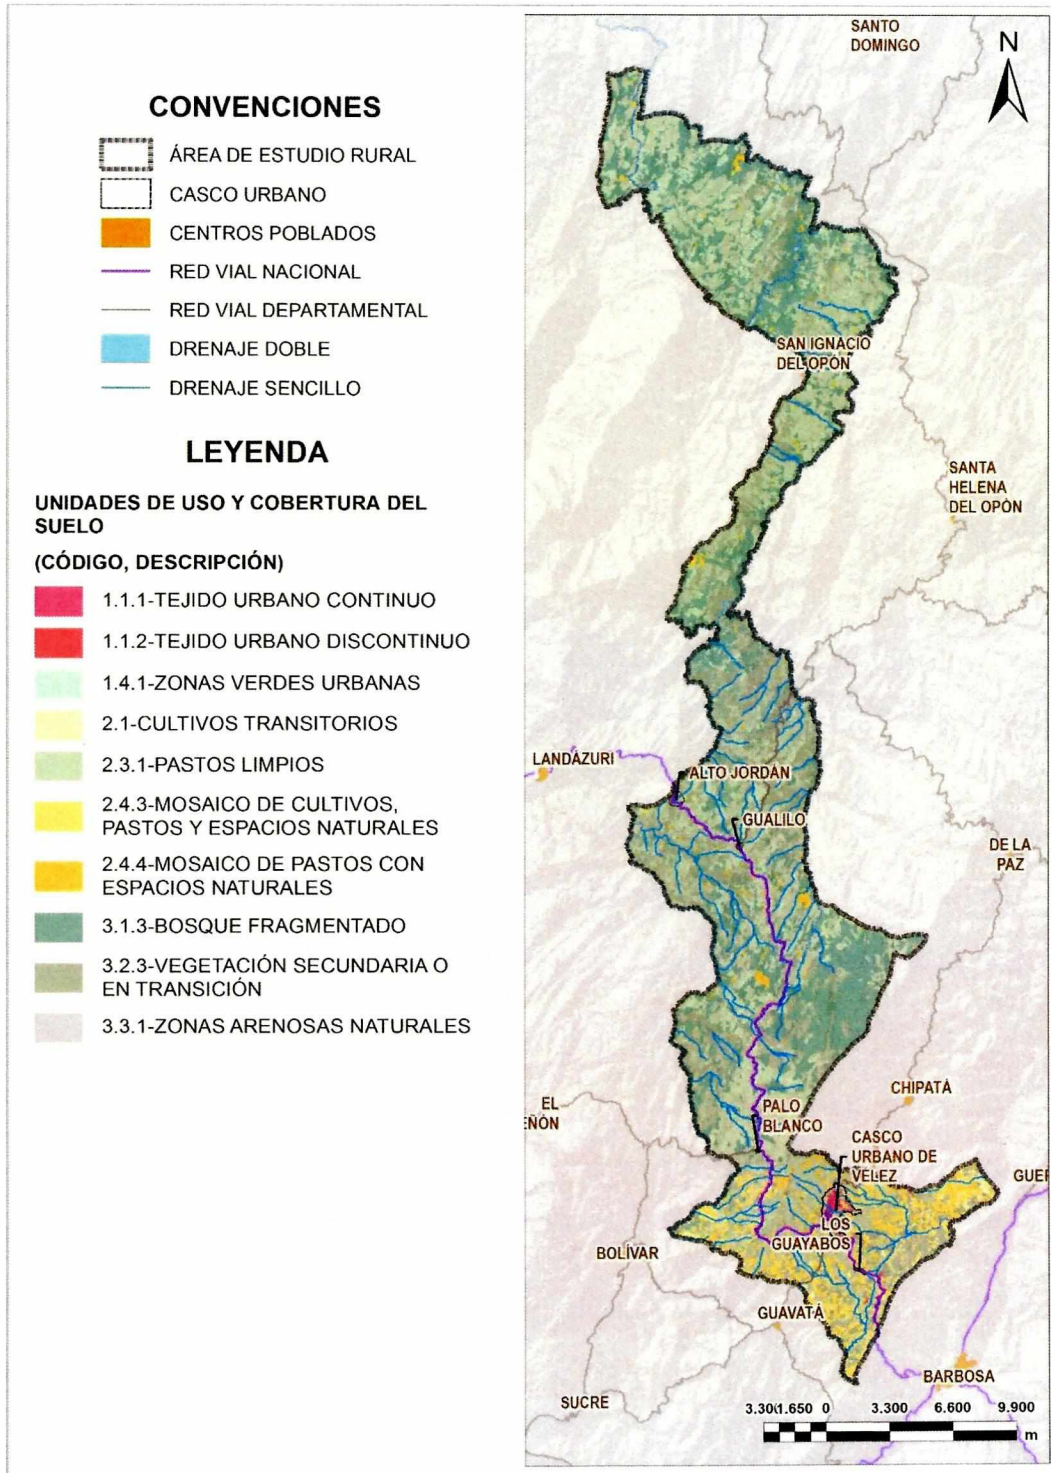 CONVENCIONES
ÁREA DE ESTUDIO RURAL
CASCO URBANO
CENTROS POBLADOS
RED VIAL NACIONAL
RED VIAL DEPARTAMENTAL
DRENAJE DOBLE
DRENAJE SENCILLO
LEYENDA
UNIDADES DE USO Y COBERTURA DEL
SUELO
(CÓDIGO, DESCRIPCIÓN)
1.1.1-TEJIDO URBANO CONTINUO
1.1.2-TEJIDO URBANO DISCONTINUO
1.4.1-ZONAS VERDES URBANAS
2.1-CULTIVOS TRANSITORIOS
2.3.1-PASTOS LIMPIOS
2.4.3-MOSAICO DE CULTIVOS,
PASTOS Y ESPACIOS NATURALES
2.4.4-MOSAICO DE PASTOS CON
ESPACIOS NATURALES
3.1.3-BOSQUE FRAGMENTADO
3.2.3-VEGETACIÓN SECUNDARIA O
EN TRANSICIÓN
3.3.1-ZONAS ARENOSAS NATURALES
SANTO
DOMINGO
N
SAN IGNACIO
DEL OPÓN
SANTA
HELENA
DEL OPÓN
LANDÁZURI
ALTO JORDÁN
GUALILO
DE LA
PAZ
CHIPATÁ
EL
EÑÓN
PALO
BLANCO
CASCO
URBANO DE
VELEZ
GUEF
LOS
GUAYABOS
BOLÍVAR
GUAVATÁ
BARBOSA
SUCRE
3.300 1.650 0 3.300 6.600 9.900
m